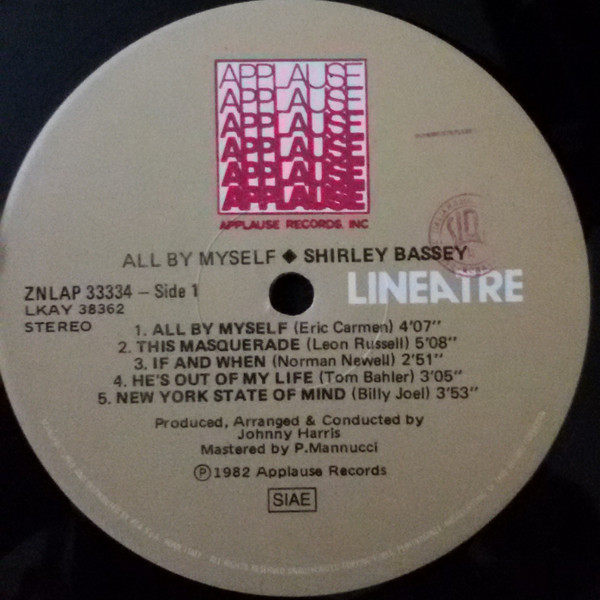 APPLAUSE
APPLAUSE
APPLAUSE
APPLAUSE
APPLAUSE
APPLAUSE
APPLAUSE RECORDS, INC
ALL BY MYSELF ◆ SHIRLEY BASSEY
ZNLAP 33334 - Side 1
LINEATRE
LKAY 38362
STEREO
1. ALL BY MYSELF (Eric Carmen) 4'07"
2. THIS MASQUERADE (Leon Russell) 5'08"
3. IF AND WHEN (Norman Newell) 2'51"
4. HE'S OUT OF MY LIFE (Tom Bahler) 3'05"
5. NEW YORK STATE OF MIND (Billy Joel) 3'53"
Produced, Arranged & Conducted by
Johnny Harris
Mastered by P.Mannucci
Ⓟ 1982 Applause Records
SIAE